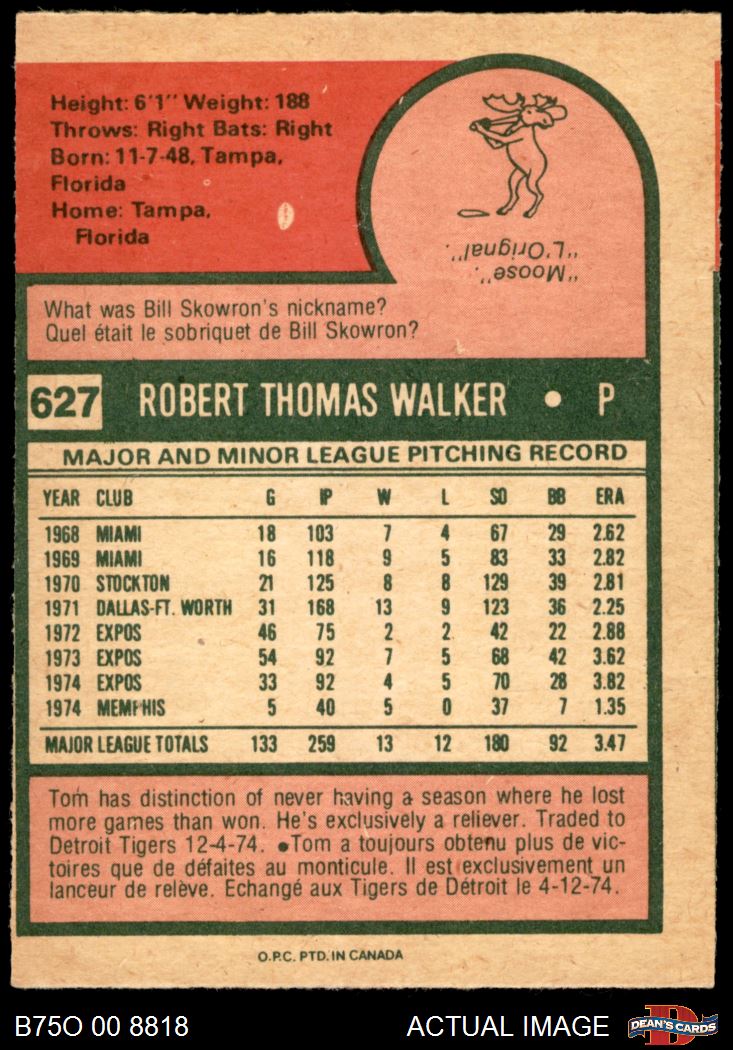 Height: 6'1" Weight: 188
Throws: Right Bats: Right
Born: 11-7-48, Tampa,
Florida
Home: Tampa,
Florida
"Moose".
"L'Orignal".
What was Bill Skowron's nickname?
Quel était le sobriquet de Bill Skowron?
627 ROBERT THOMAS WALKER • P
MAJOR AND MINOR LEAGUE PITCHING RECORD
YEAR CLUB G IP W L SO BB ERA
1968 MIAMI 18 103 7 4 67 29 2.62
1969 MIAMI 16 118 9 5 83 33 2.82
1970 STOCKTON 21 125 8 8 129 39 2.81
1971 DALLAS-FT. WORTH 31 168 13 9 123 36 2.25
1972 EXPOS 46 75 2 2 42 22 2.88
1973 EXPOS 54 92 7 5 68 42 3.62
1974 EXPOS 33 92 4 5 70 28 3.82
1974 MEMPHIS 5 40 5 0 37 7 1.35
MAJOR LEAGUE TOTALS 133 259 13 12 180 92 3.47
Tom has distinction of never having a season where he lost
more games than won. He's exclusively a reliever. Traded to
Detroit Tigers 12-4-74. •Tom a toujours obtenu plus de vic-
toires que de défaites au monticule. Il est exclusivement un
lanceur de relève. Echangé aux Tigers de Détroit le 4-12-74.
O.P.C. PTD. IN CANADA
B75O 00 8818 ACTUAL IMAGE DEAN'S CARDS